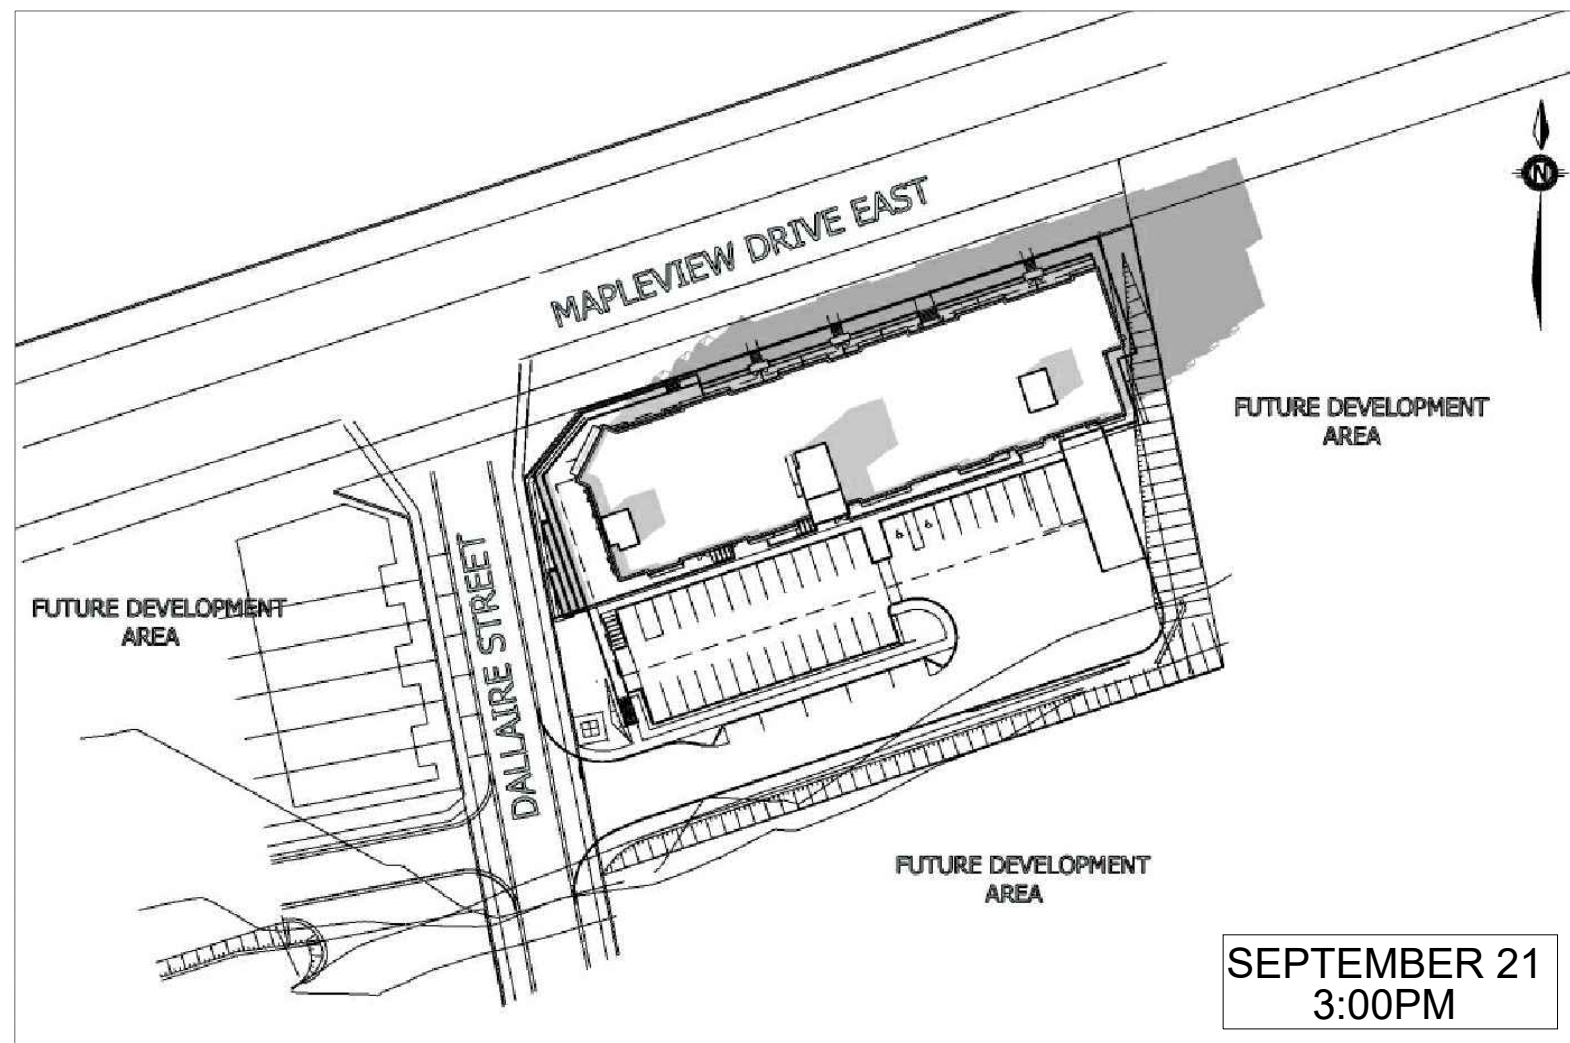 MAPLEVIEW DRIVE EAST
N
FUTURE DEVELOPMENT
AREA
DALLAIRE STREET
FUTURE DEVELOPMENT
AREA
FUTURE DEVELOPMENT
AREA
SEPTEMBER 21
3:00PM